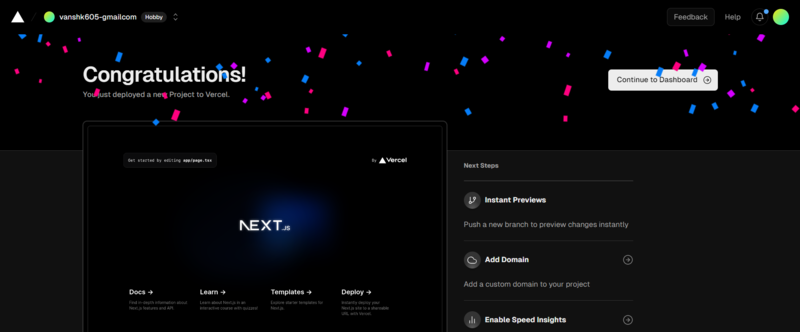 vanshk605-gmailcom Hobby
Feedback
Help
Congratulations!
You just deployed a new Project to Vercel.
Continue to Dashboard
Get started by editing app/page.tsx
By Vercel
NEXT.JS
Docs →
Find in-depth information about
Next.js features and API.
Learn →
Learn about Next.js in an
interactive course with quizzes!
Templates →
Explore starter templates for
Next.js.
Deploy →
Instantly deploy your
Next.js site to a shareable
URL with Vercel.
Next Steps
Instant Previews
Push a new branch to preview changes instantly
Add Domain
Add a custom domain to your project
Enable Speed Insights